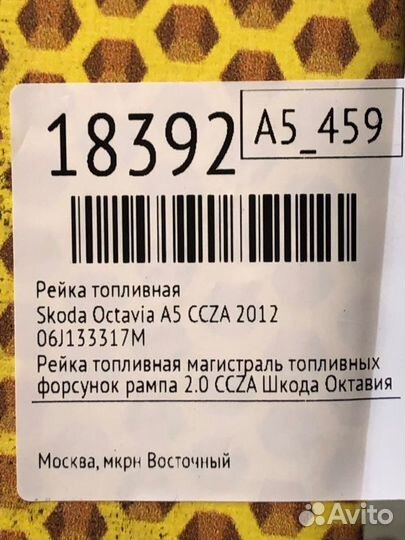 18392
A5_459
Рейка топливная
Skoda Octavia A5 CCZA 2012
06J133317M
Рейка топливная магистраль топливных
форсунок рампа 2.0 CCZA Шкода Октавия
Москва, мкрн Восточный
Avito